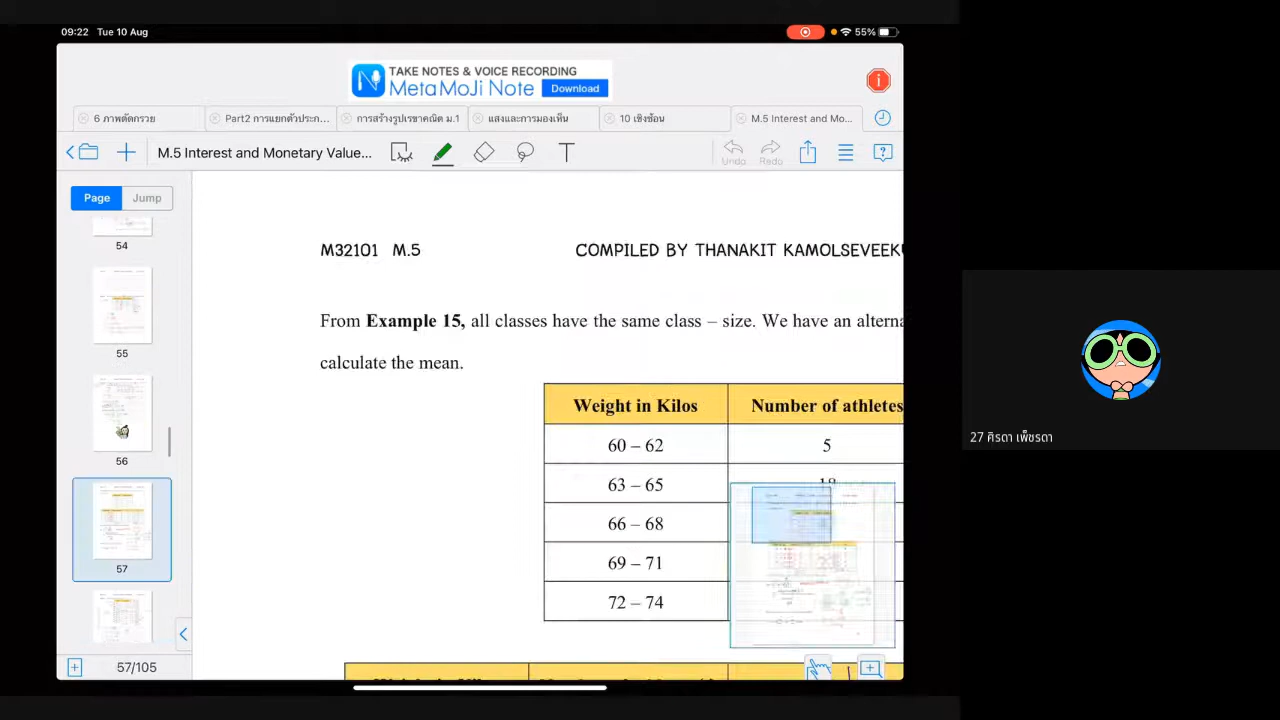 09:22 Tue 10 Aug
55%
TAKE NOTES & VOICE RECORDING
MetaMoJi Note Download
6 ภาพตัดกรวย
Part2 การแยกตัวประก...
การสร้างรูปเรขาคณิต ม.1
แสงและการมองเห็น
10 เชิงซ้อน
M.5 Interest and Mo...
M.5 Interest and Monetary Value...
T
Undo
Redo
Page
Jump
54
55
56
57
57/105
M32101 M.5
COMPILED BY THANAKIT KAMOLSEVEEKU
From Example 15, all classes have the same class – size. We have an alterna
calculate the mean.
Weight in Kilos Number of athletes
60 – 62 5
63 – 65 18
66 – 68
69 – 71
72 – 74
27 ศิรดา เพ็ชรดา